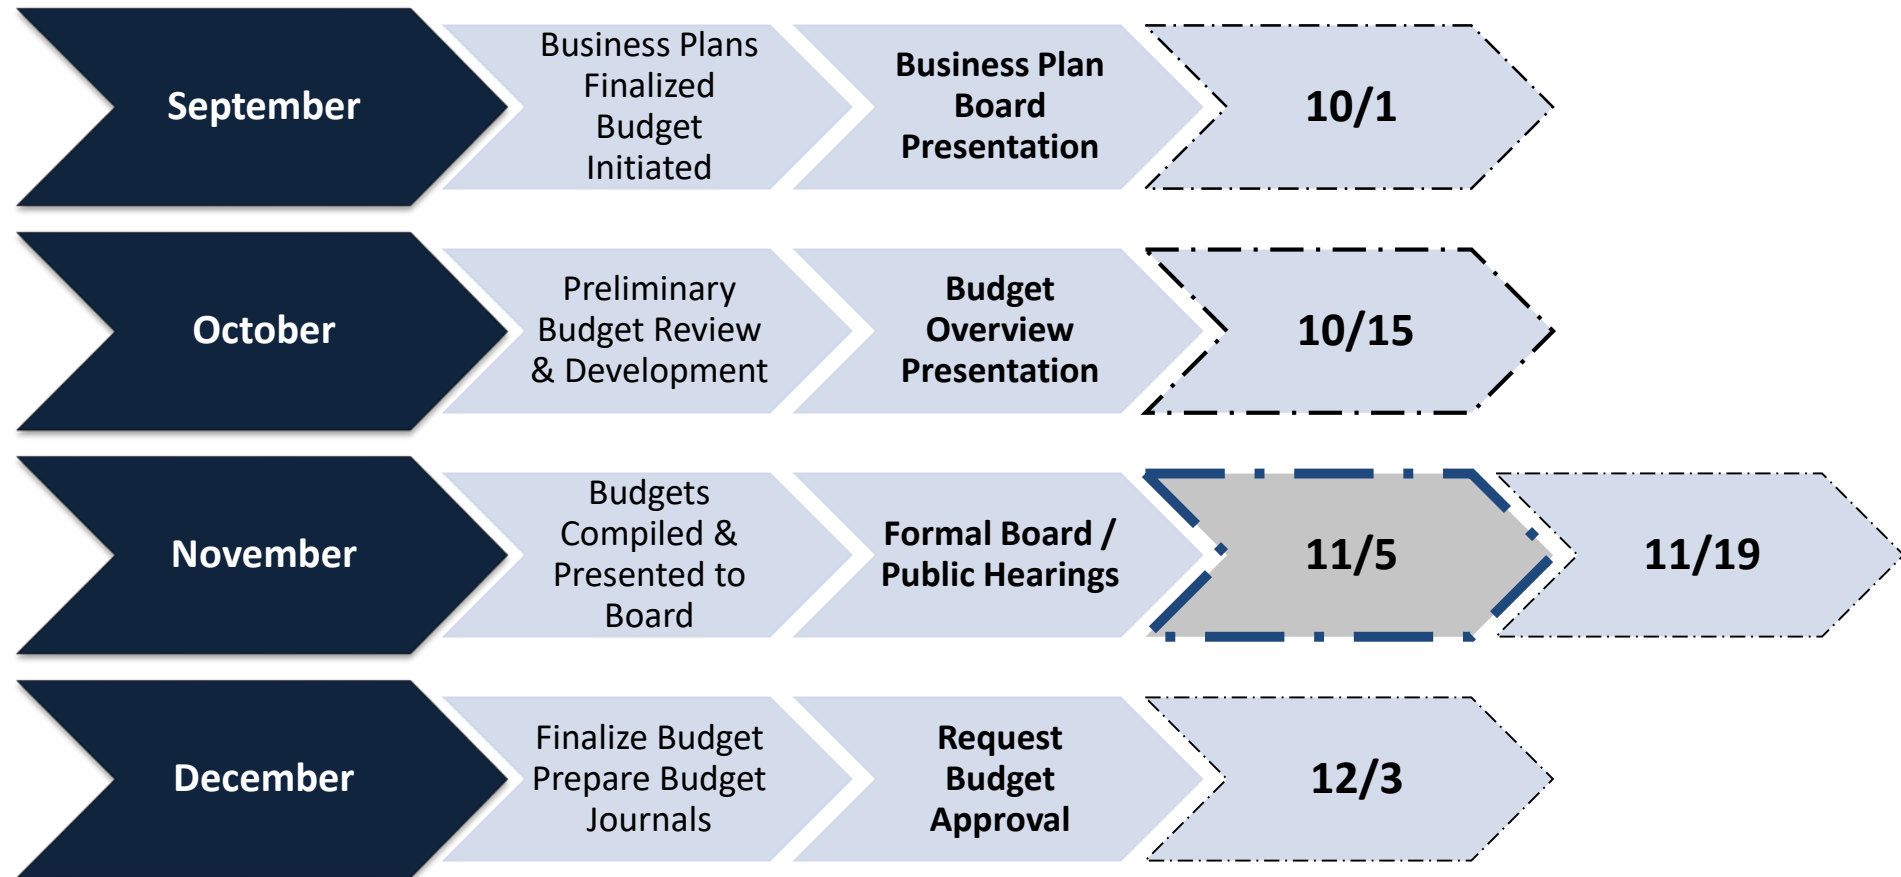 September
Business Plans
Finalized
Budget
Initiated
Business Plan
Board
Presentation
10/1
October
Preliminary
Budget Review
& Development
Budget
Overview
Presentation
10/15
November
Budgets
Compiled &
Presented to
Board
Formal Board /
Public Hearings
11/5
11/19
December
Finalize Budget
Prepare Budget
Journals
Request
Budget
Approval
12/3